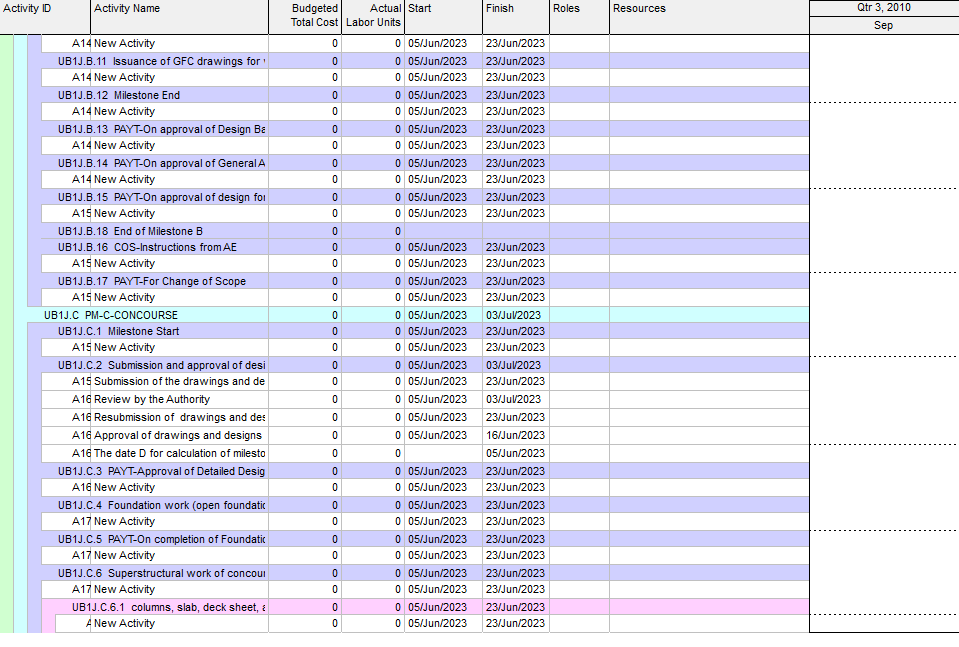 Activity ID Activity Name Budgeted Total Cost Actual Labor Units Start Finish Roles Resources Qtr 3, 2010
Sep
A14 New Activity 0 0 05/Jun/2023 23/Jun/2023
UB1J.B.11 Issuance of GFC drawings for 0 0 05/Jun/2023 23/Jun/2023
A14 New Activity 0 0 05/Jun/2023 23/Jun/2023
UB1J.B.12 Milestone End 0 0 05/Jun/2023 23/Jun/2023
A14 New Activity 0 0 05/Jun/2023 23/Jun/2023
UB1J.B.13 PAYT-On approval of Design Ba 0 0 05/Jun/2023 23/Jun/2023
A14 New Activity 0 0 05/Jun/2023 23/Jun/2023
UB1J.B.14 PAYT-On approval of General A 0 0 05/Jun/2023 23/Jun/2023
A14 New Activity 0 0 05/Jun/2023 23/Jun/2023
UB1J.B.15 PAYT-On approval of design for 0 0 05/Jun/2023 23/Jun/2023
A15 New Activity 0 0 05/Jun/2023 23/Jun/2023
UB1J.B.18 End of Milestone B 0 0
UB1J.B.16 COS-Instructions from AE 0 0 05/Jun/2023 23/Jun/2023
A15 New Activity 0 0 05/Jun/2023 23/Jun/2023
UB1J.B.17 PAYT-For Change of Scope 0 0 05/Jun/2023 23/Jun/2023
A15 New Activity 0 0 05/Jun/2023 23/Jun/2023
UB1J.C PM-C-CONCOURSE 0 0 05/Jun/2023 03/Jul/2023
UB1J.C.1 Milestone Start 0 0 05/Jun/2023 23/Jun/2023
A15 New Activity 0 0 05/Jun/2023 23/Jun/2023
UB1J.C.2 Submission and approval of desi 0 0 05/Jun/2023 03/Jul/2023
A15 Submission of the drawings and de 0 0 05/Jun/2023 23/Jun/2023
A16 Review by the Authority 0 0 05/Jun/2023 03/Jul/2023
A16 Resubmission of drawings and des 0 0 05/Jun/2023 23/Jun/2023
A16 Approval of drawings and designs 0 0 05/Jun/2023 16/Jun/2023
A16 The date D for calculation of milesto 0 0 05/Jun/2023
UB1J.C.3 PAYT-Approval of Detailed Desig 0 0 05/Jun/2023 23/Jun/2023
A16 New Activity 0 0 05/Jun/2023 23/Jun/2023
UB1J.C.4 Foundation work (open foundatic 0 0 05/Jun/2023 23/Jun/2023
A17 New Activity 0 0 05/Jun/2023 23/Jun/2023
UB1J.C.5 PAYT-On completion of Foundatic 0 0 05/Jun/2023 23/Jun/2023
A17 New Activity 0 0 05/Jun/2023 23/Jun/2023
UB1J.C.6 Superstructural work of concour 0 0 05/Jun/2023 23/Jun/2023
A17 New Activity 0 0 05/Jun/2023 23/Jun/2023
UB1J.C.6.1 columns, slab, deck sheet, a 0 0 05/Jun/2023 23/Jun/2023
A New Activity 0 0 05/Jun/2023 23/Jun/2023